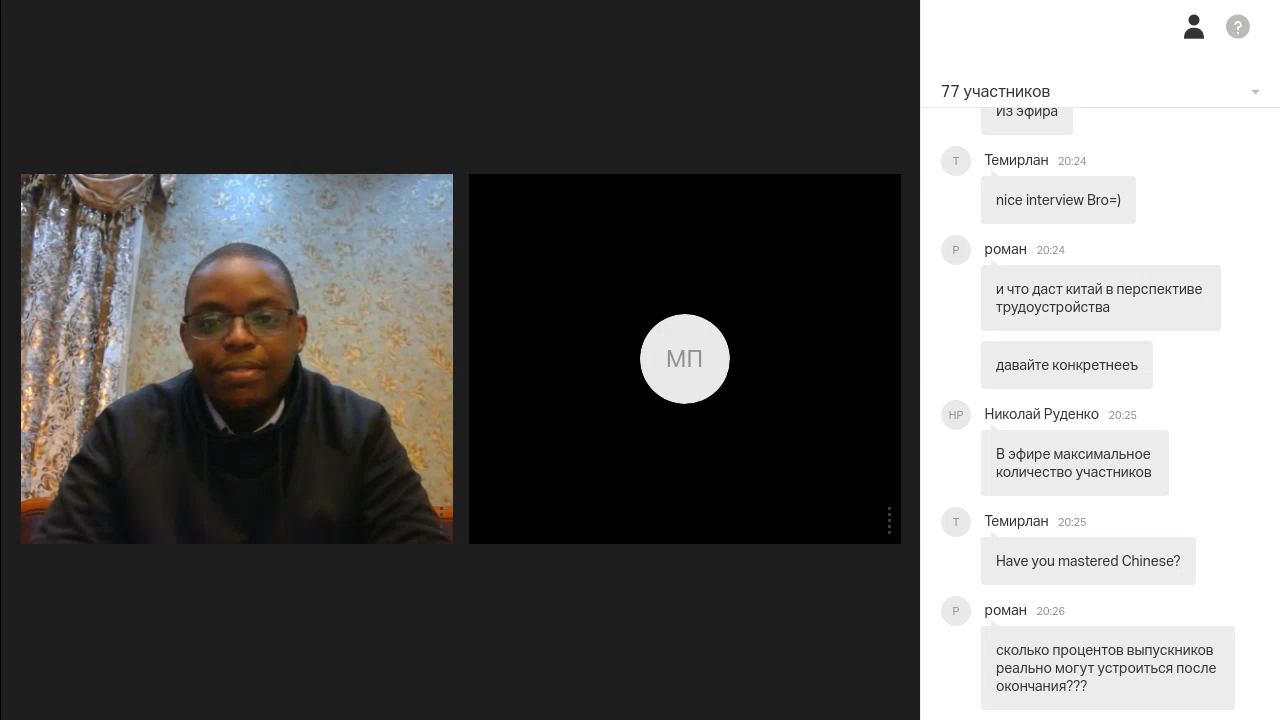 МП
?
77 участников
Из эфира
Т
Темирлан 20:24
nice interview Bro=)
Р
роман 20:24
и что даст китай в перспективе
трудоустройства
давайте конкретнееъ
НР
Николай Руденко 20:25
В эфире максимальное
количество участников
Т
Темирлан 20:25
Have you mastered Chinese?
Р
роман 20:26
сколько процентов выпускников
реально могут устроиться после
окончания???